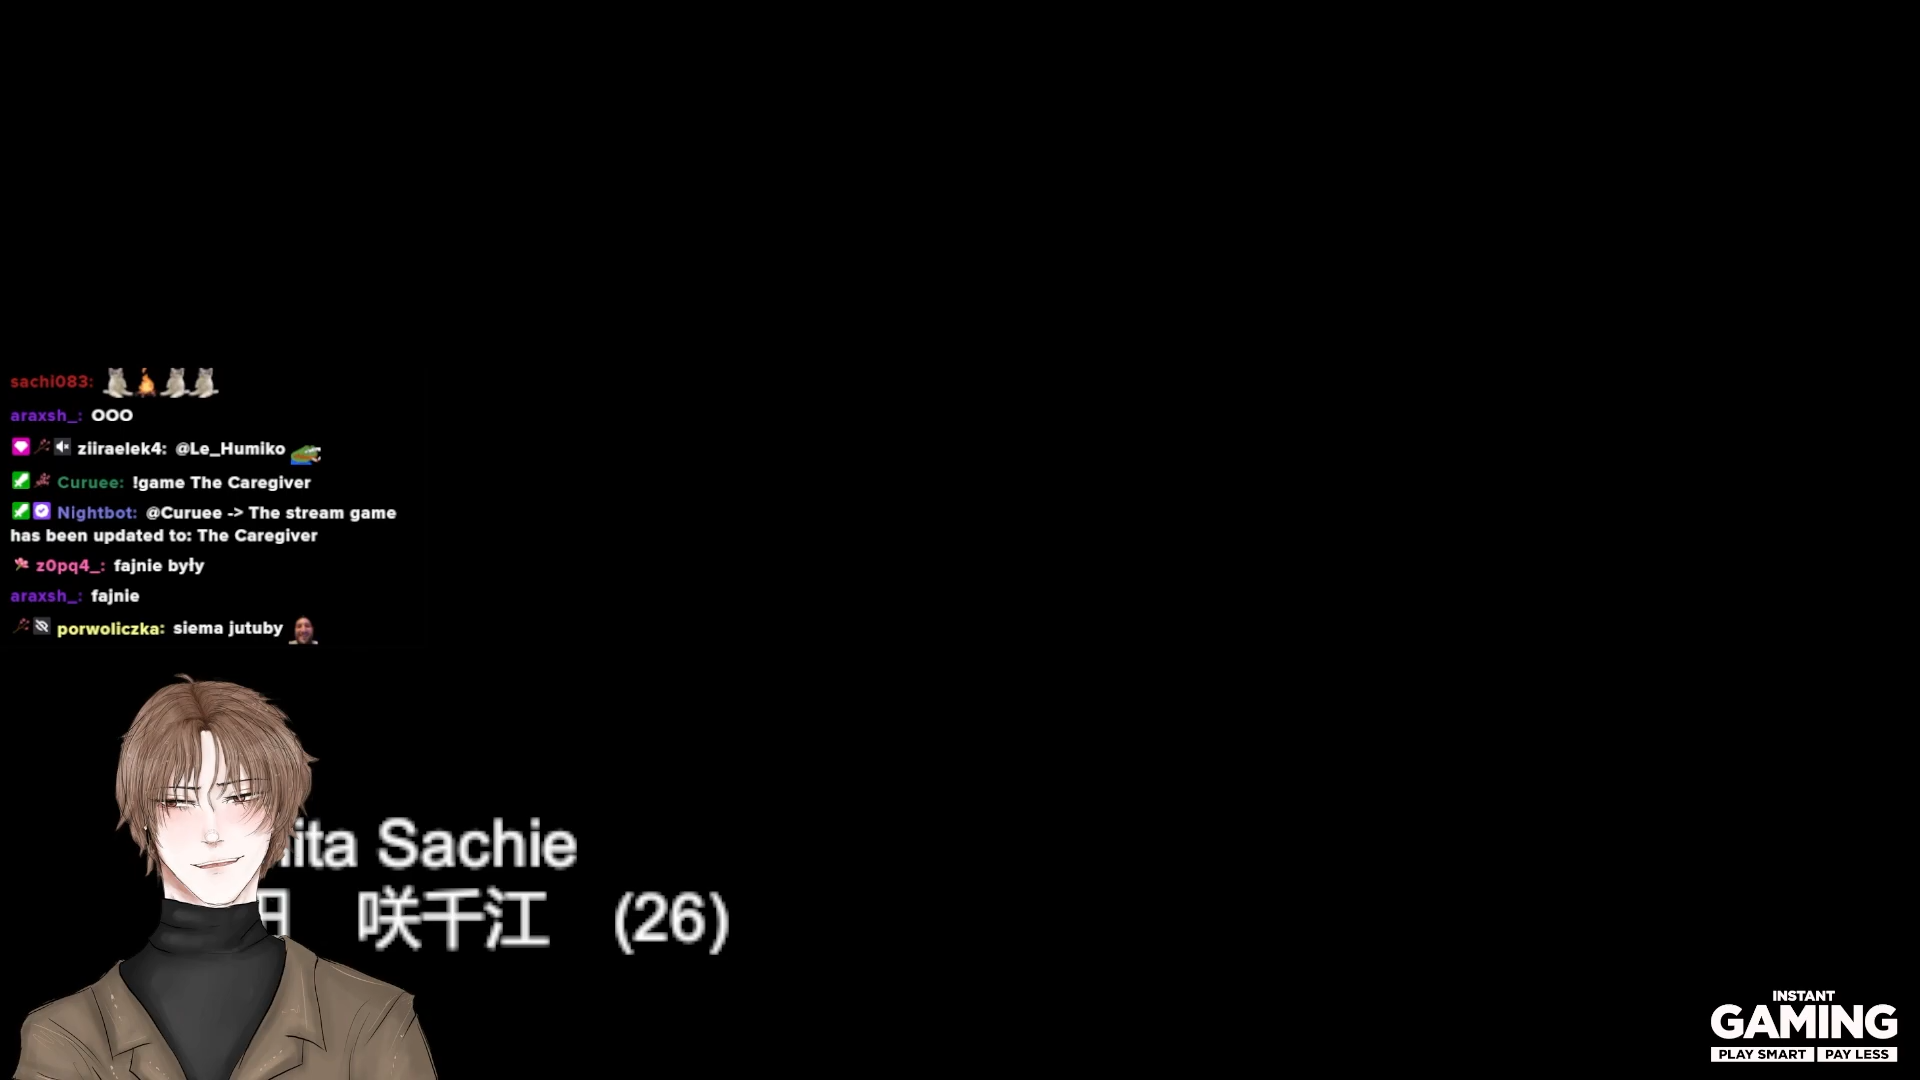 sachi083:
araxsh_: OOO
ziiraelek4: @Le_Humiko
Curuee: !game The Caregiver
Nightbot: @Curuee -> The stream game
has been updated to: The Caregiver
z0pq4_: fajnie były
araxsh_: fajnie
porwoliczka: siema jutuby
Sachie
咲千江 (26)
INSTANT
GAMING
PLAY SMART PAY LESS